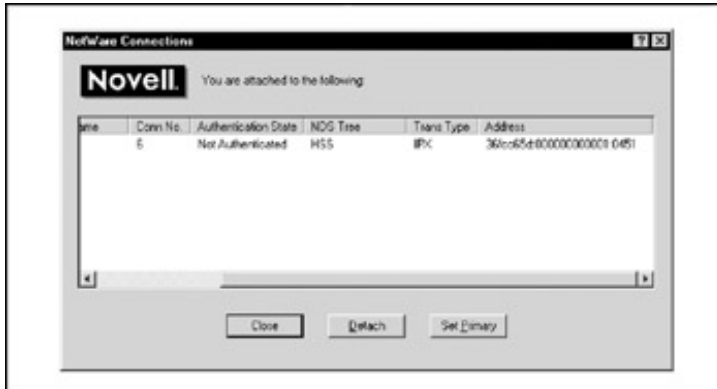 NetWare Connections
Novell.
You are attached to the following:
ame Conn No. Authentication State NDS Tree Trans Type Address
6 Not Authenticated HSS IPX
Close Detach Set Primary